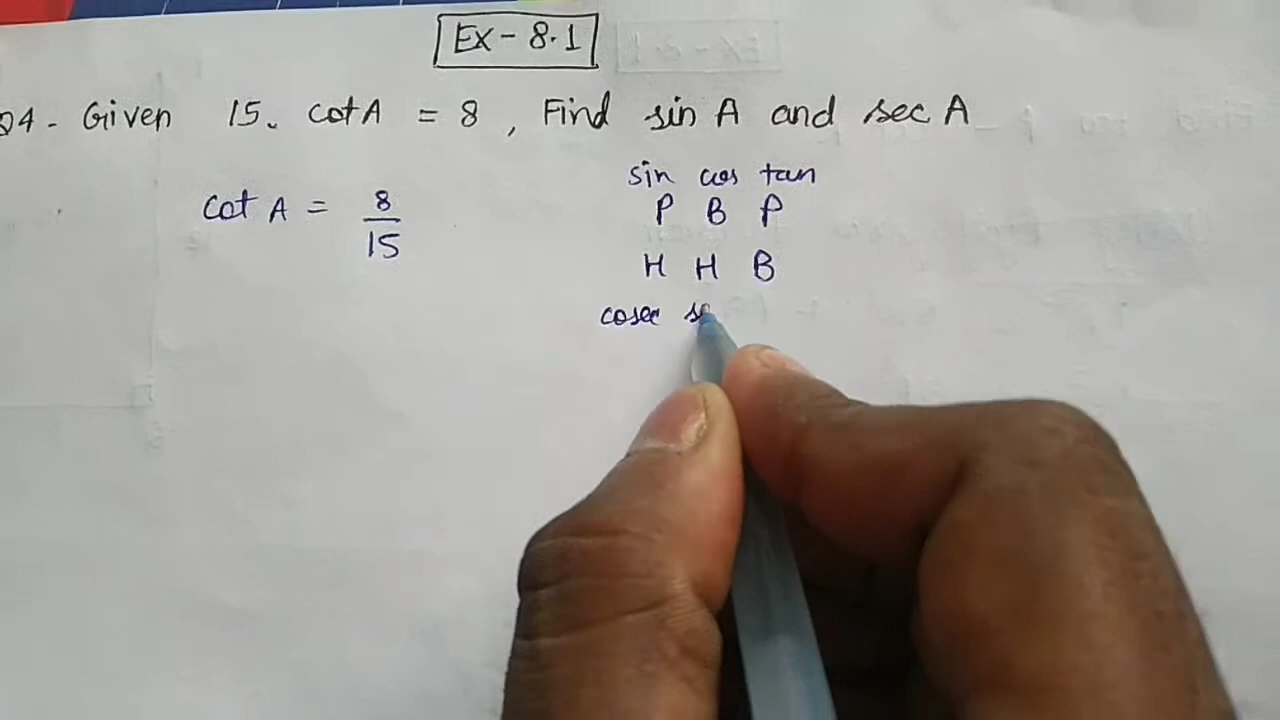 Ex - 8.1
Q4. Given 15. cot A = 8, Find sin A and sec A
sin cos tan
cot A = 8/15
P B P
H H B
cosec